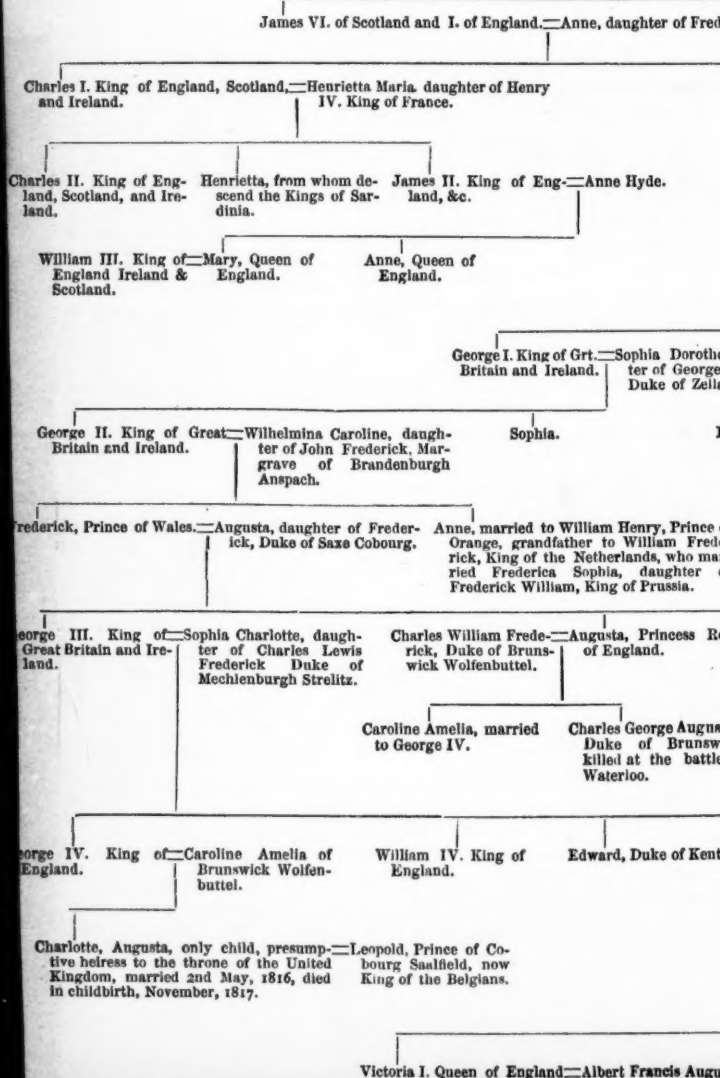 James VI. of Scotland and I. of England.=Anne, daughter of Fred
Charles I. King of England, Scotland,=Henrietta Maria daughter of Henry
and Ireland. IV. King of France.
Charles II. King of Eng-
land, Scotland, and Ire-
land.
Henrietta, from whom de-
scend the Kings of Sar-
dinia.
James II. King of Eng-=Anne Hyde.
land, &c.
William III. King of=Mary, Queen of
England Ireland & England.
Scotland.
Anne, Queen of
England.
George I. King of Grt.=Sophia Dorothe
Britain and Ireland. ter of George
Duke of Zella
George II. King of Great=Wilhelmina Caroline, daugh-
Britain and Ireland. ter of John Frederick, Mar-
grave of Brandenburgh
Anspach.
Sophia.
rederick, Prince of Wales.=Augusta, daughter of Freder-
ick, Duke of Saxe Cobourg.
Anne, married to William Henry, Prince
Orange, grandfather to William Frede
rick, King of the Netherlands, who mar
ried Frederica Sophia, daughter
Frederick William, King of Prussia.
eorge III. King of=Sophia Charlotte, daugh-
Great Britain and Ire- ter of Charles Lewis
land. Frederick Duke of
Mechlenburgh Strelitz.
Charles William Frede-=Augusta, Princess Ro
rick, Duke of Bruns- of England.
wick Wolfenbuttel.
Caroline Amelia, married
to George IV.
Charles George Augus
Duke of Brunsw
killed at the battle
Waterloo.
orge IV. King of=Caroline Amelia of
England. Brunswick Wolfen-
buttel.
William IV. King of
England.
Edward, Duke of Kent
Charlotte, Augusta, only child, presump-=Leopold, Prince of Co-
tive heiress to the throne of the United bourg Saalfield, now
Kingdom, married 2nd May, 1816, died King of the Belgians.
in childbirth, November, 1817.
Victoria I. Queen of England=Albert Francis Augu